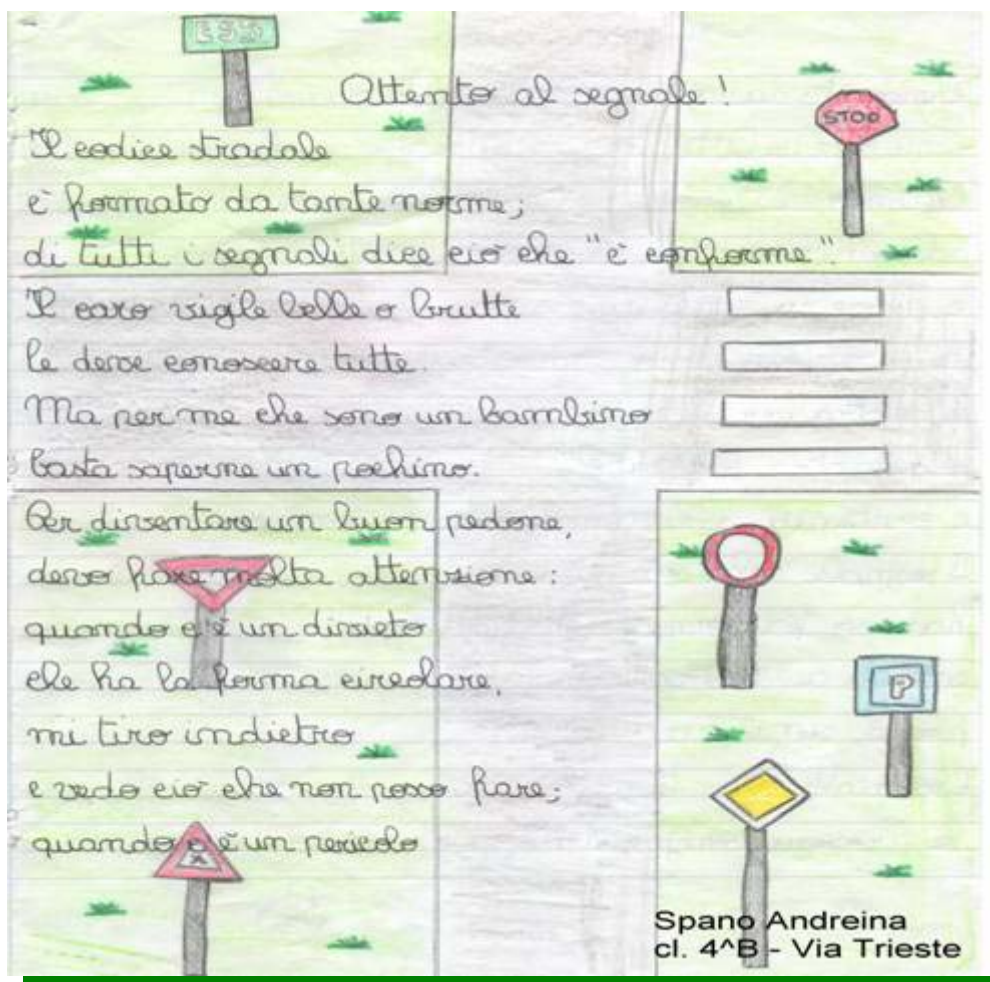 E55
Attento al segnale!
STOP
Il codice stradale
è formato da tante norme;
di tutti i segnali dice ciò che "è conforme".
Il caro vigile belle o brutte
le deve conoscere tutte.
Ma per me che sono un bambino
basta saperne un pochino.
Per diventare un buon pedone,
devo fare molta attenzione:
quando c'è un divieto
che ha la forma circolare,
mi tiro indietro
e vedo ciò che non posso fare;
quando c'è un pericolo
P
Spano Andreina
cl. 4^B - Via Trieste